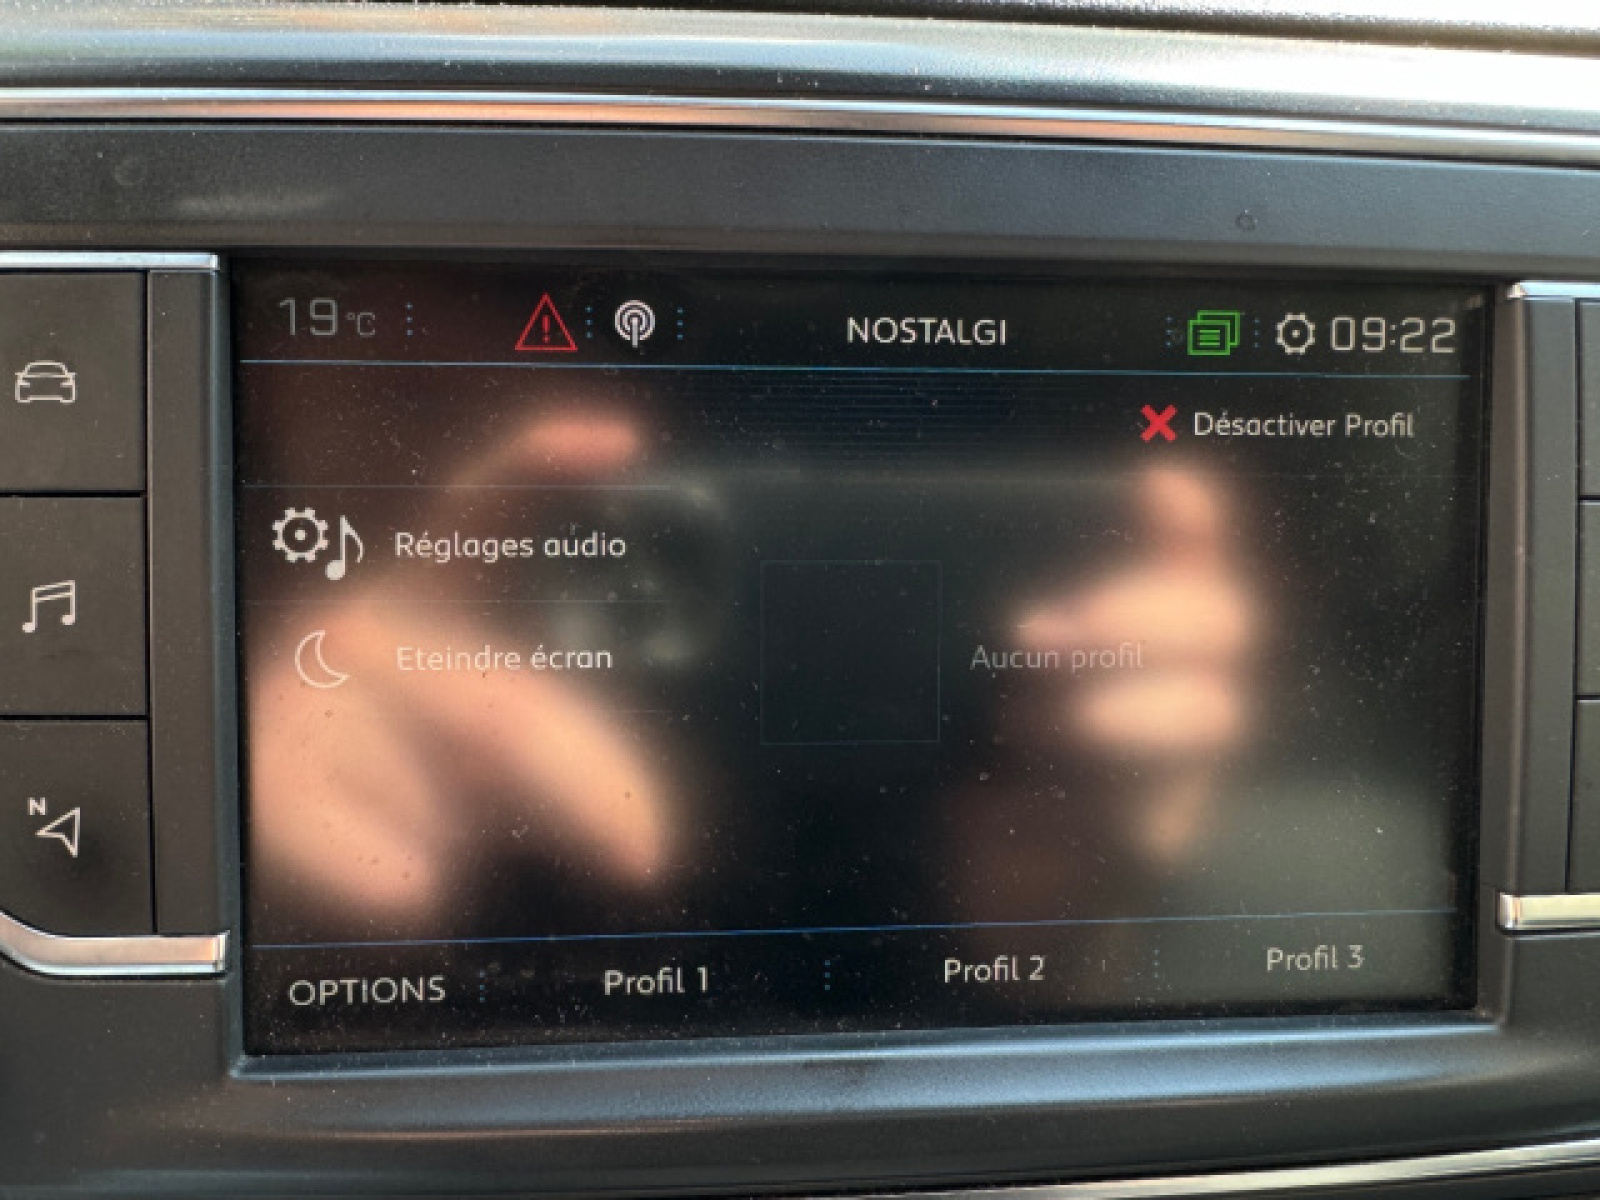 19°C NOSTALGI 09:22
Désactiver Profil
Réglages audio
Eteindre écran
Aucun profil
N
OPTIONS Profil 1 Profil 2 Profil 3